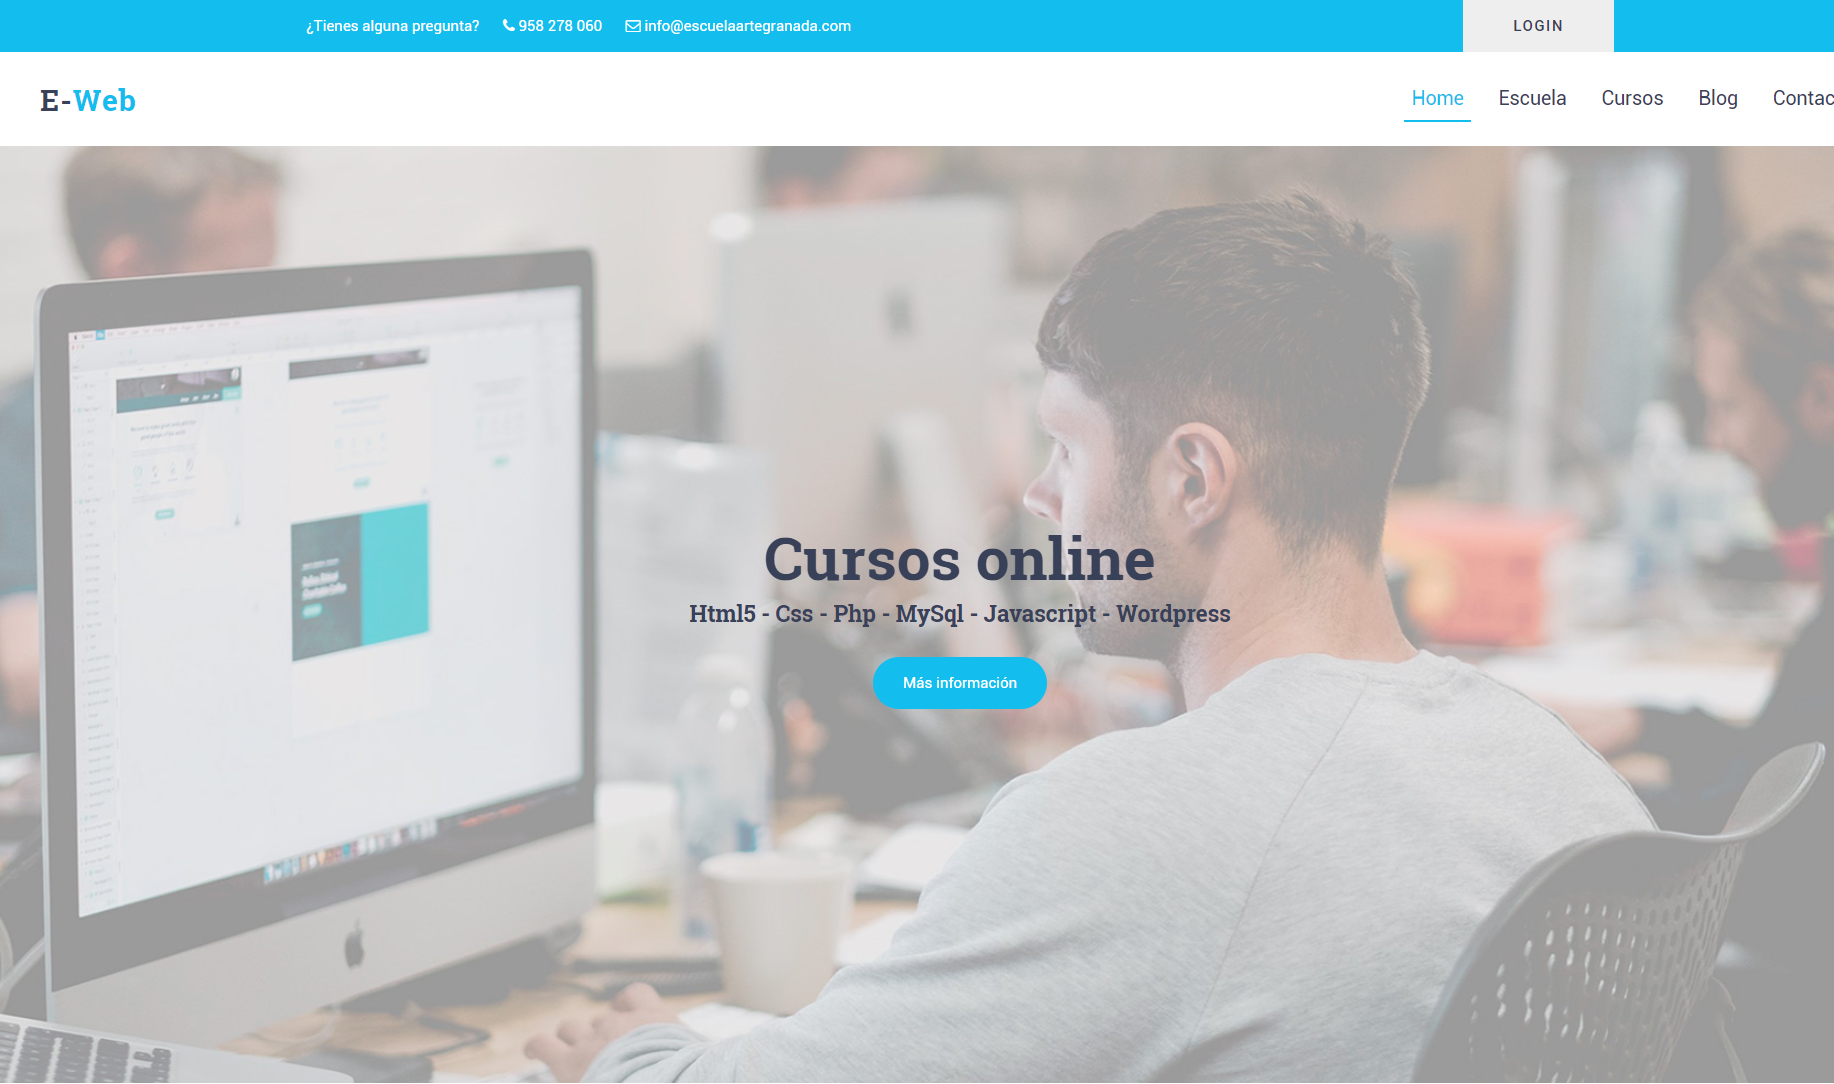 ¿Tienes alguna pregunta? 958 278 060 info@escuelaartegranada.com LOGIN
E-Web Home Escuela Cursos Blog Contac
Cursos online
Html5 - Css - Php - MySql - Javascript - Wordpress
Más información